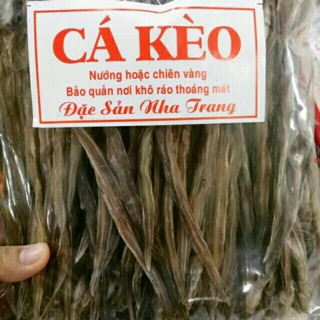 CÁ KÈO
Nướng hoặc chiên vàng
Bảo quản nơi khô ráo thoáng mát
Đặc Sản Nha Trang